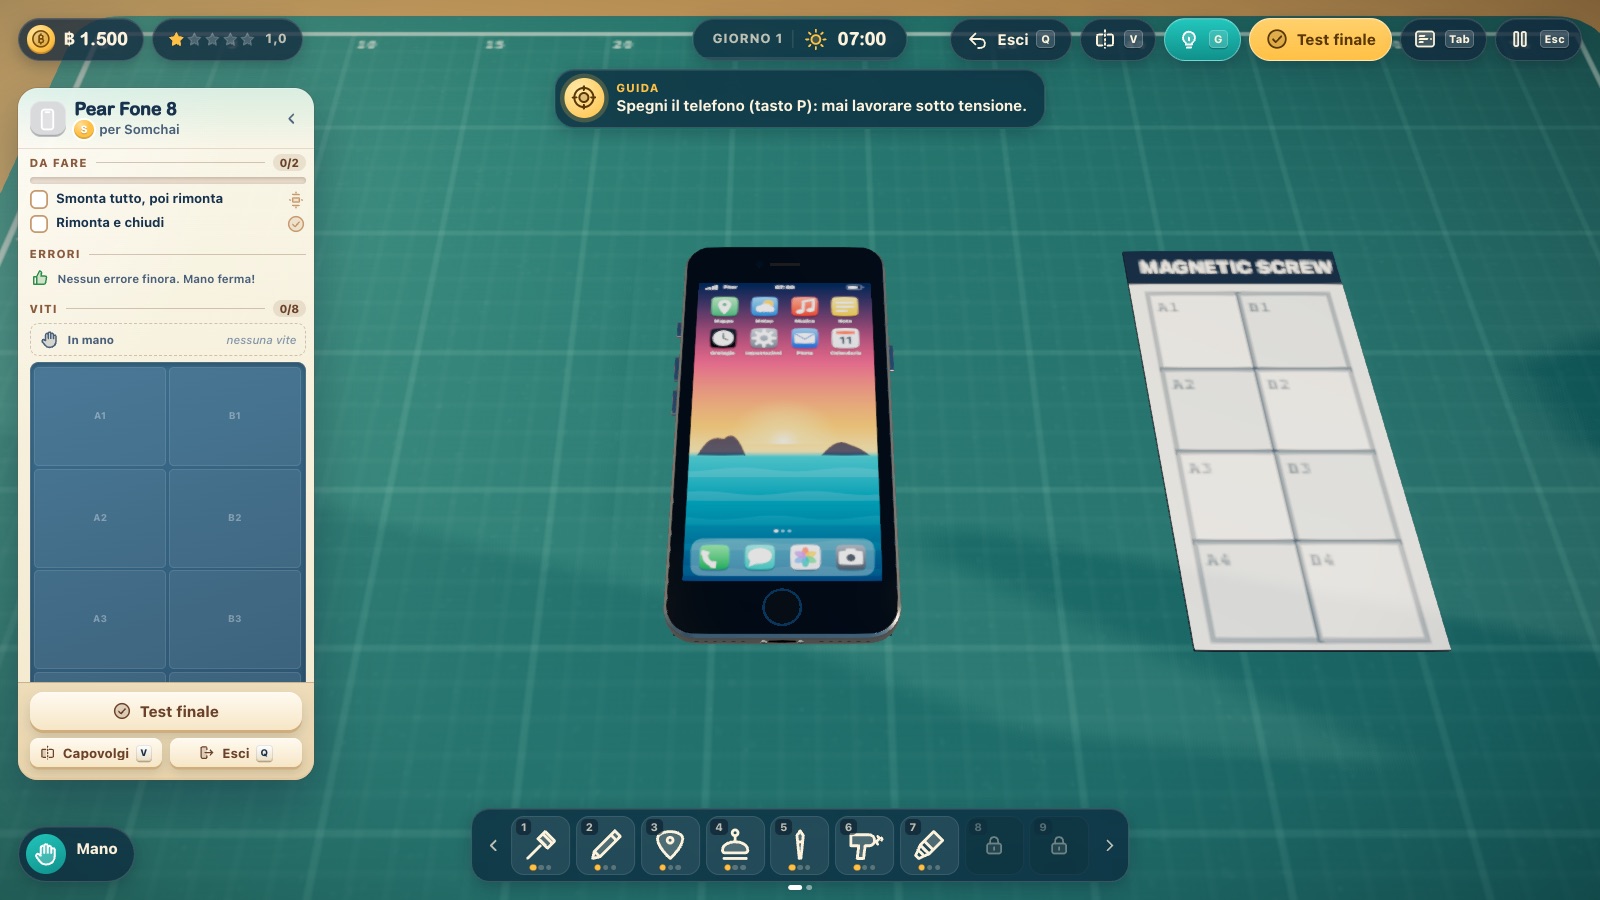 ฿ 1.500
1,0
10
15
20
GIORNO 1
07:00
Esci Q
V
G
Test finale
Tab
Esc
GUIDA
Spegni il telefono (tasto P): mai lavorare sotto tensione.
Pear Fone 8
S per Somchai
DA FARE
0/2
Smonta tutto, poi rimonta
Rimonta e chiudi
ERRORI
Nessun errore finora. Mano ferma!
VITI
0/8
In mano
nessuna vite
A1
B1
A2
B2
A3
B3
Test finale
Capovolgi V
Esci Q
Mano
11
MAGNETIC SCREW
A1
B1
A2
B2
A3
B3
A4
B4
1
2
3
4
5
6
7
8
9